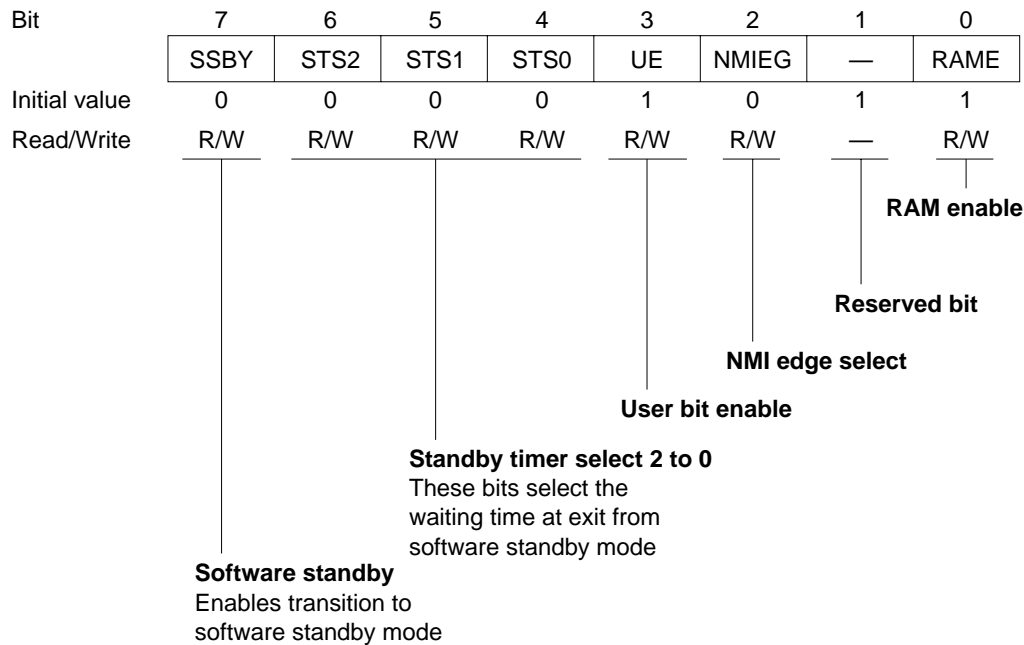 Bit 7 6 5 4 3 2 1 0
SSBY STS2 STS1 STS0 UE NMIEG — RAME
Initial value 0 0 0 0 1 0 1 1
Read/Write R/W R/W R/W R/W R/W R/W — R/W
RAM enable
Reserved bit
NMI edge select
User bit enable
Standby timer select 2 to 0
These bits select the
waiting time at exit from
software standby mode
Software standby
Enables transition to
software standby mode